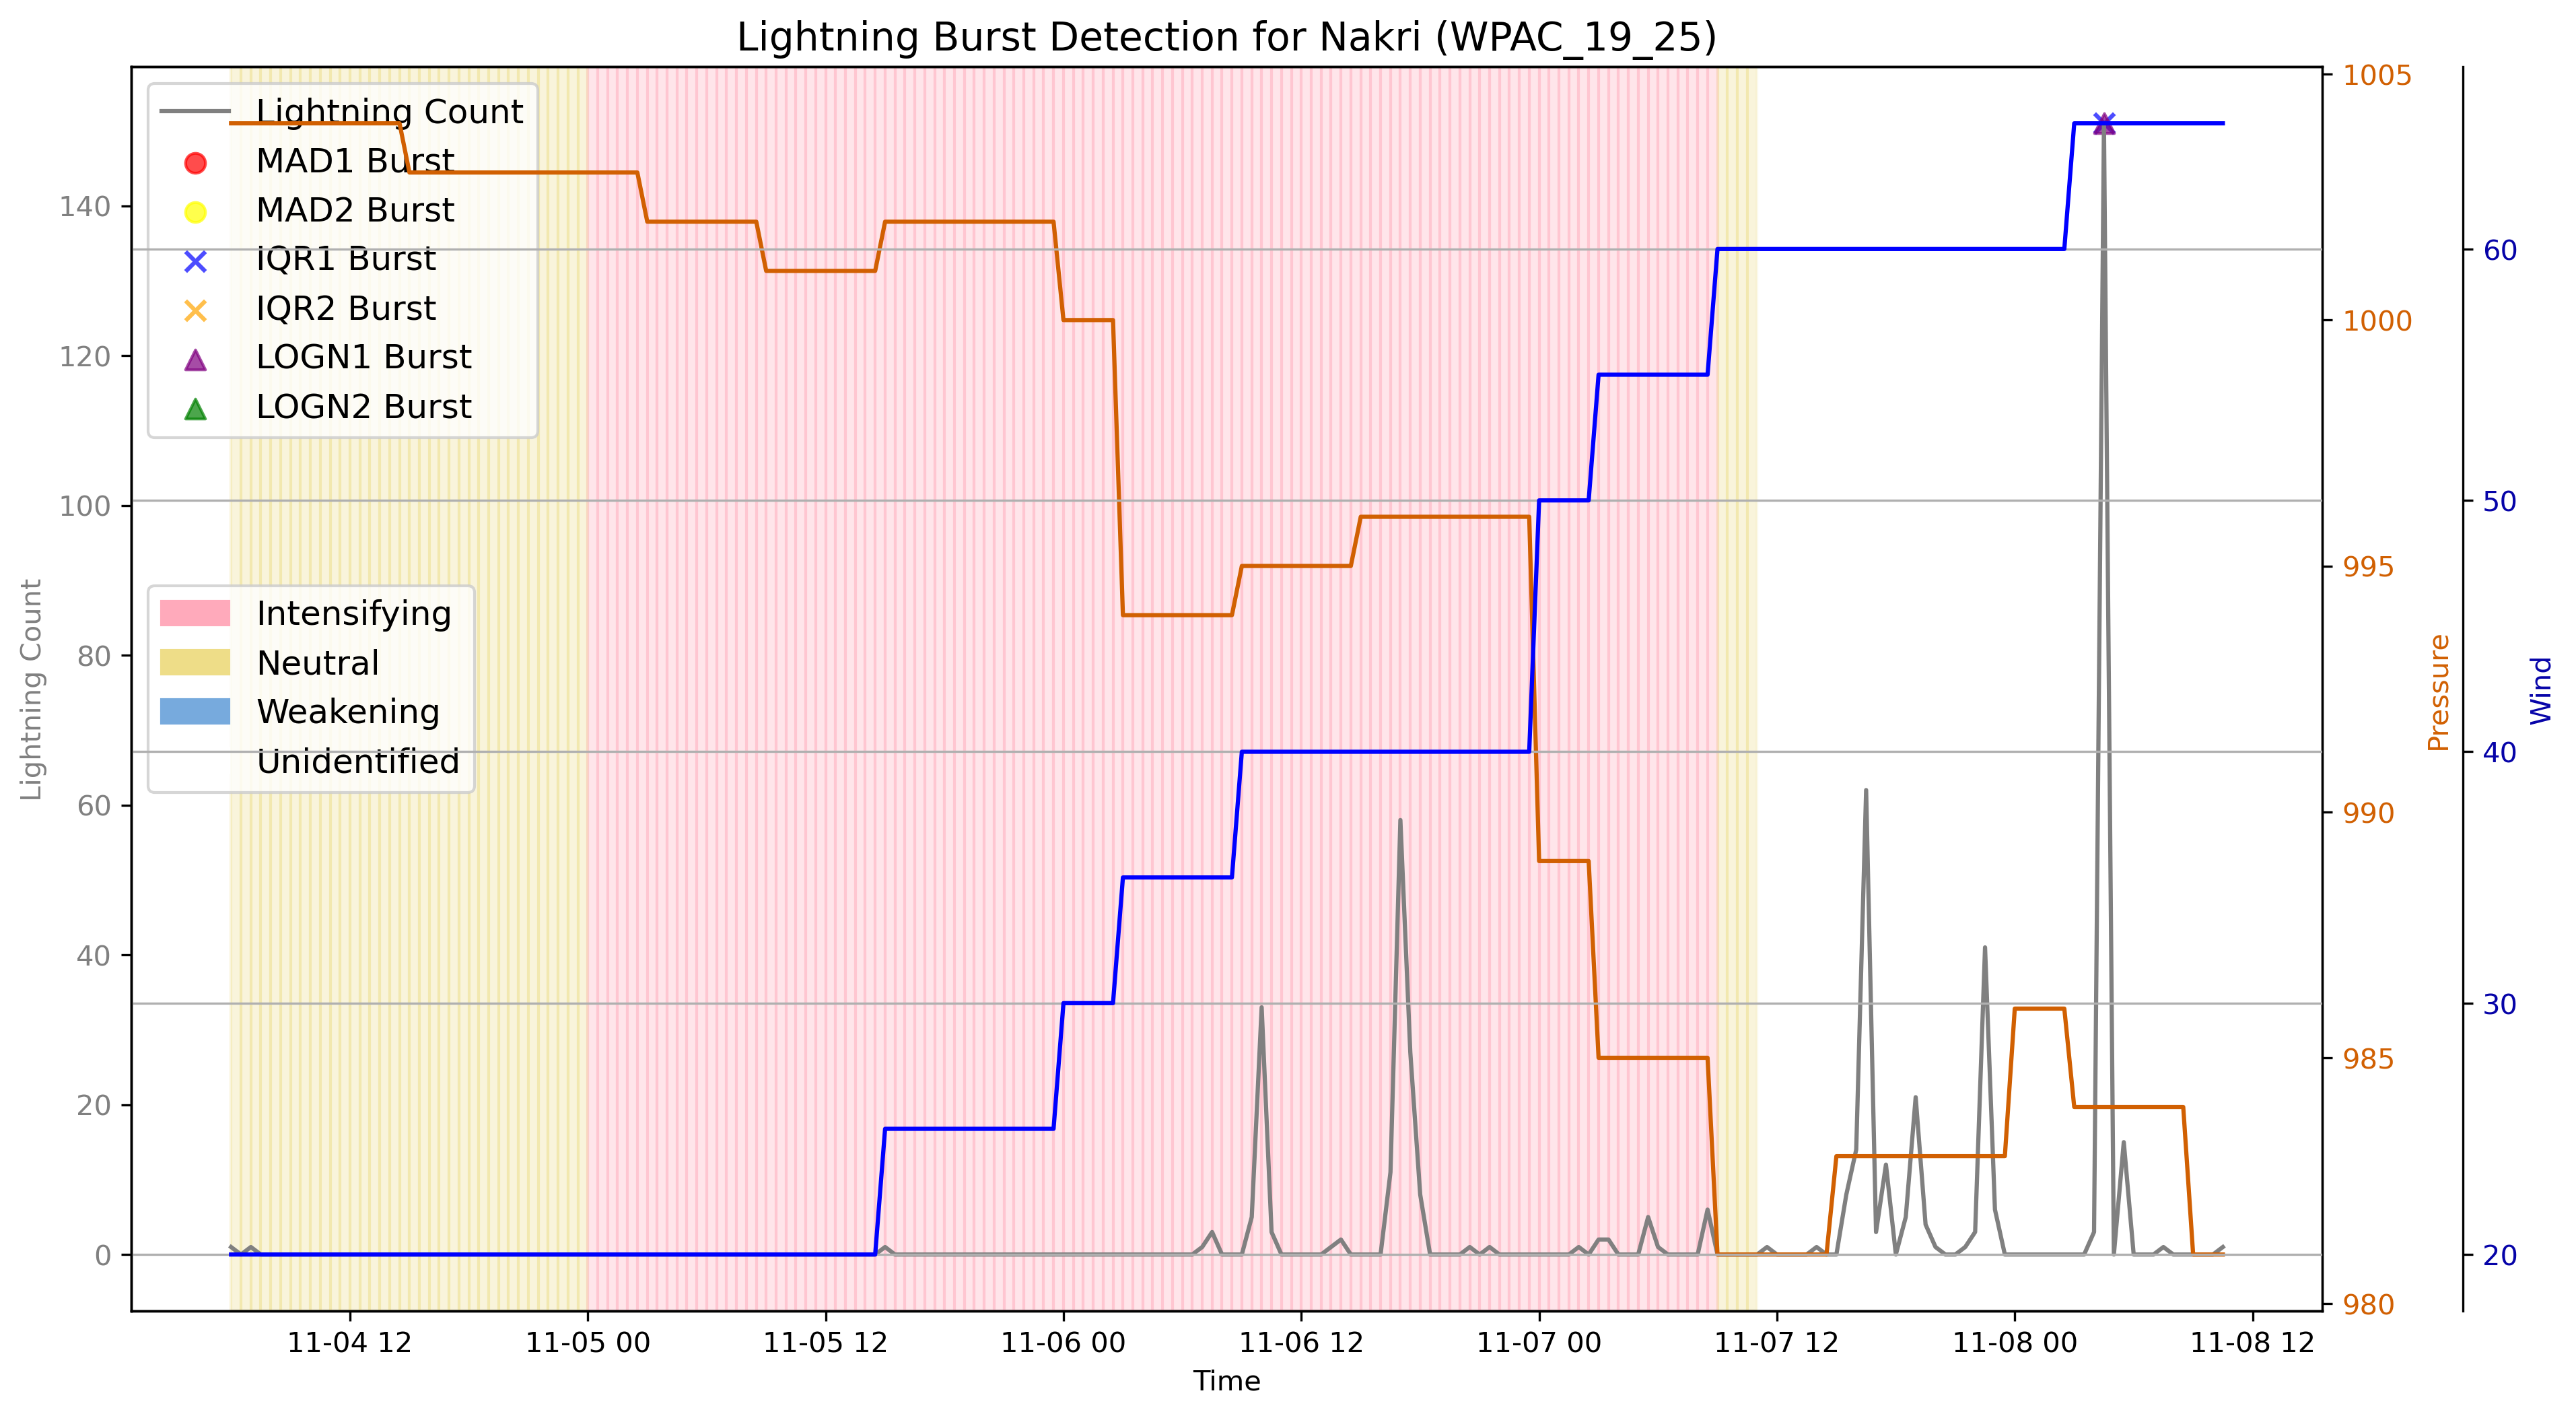 Lightning Burst Detection for Nakri (WPAC_19_25)
Lightning Count
MAD1 Burst
MAD2 Burst
IQR1 Burst
IQR2 Burst
LOGN1 Burst
LOGN2 Burst
Intensifying
Neutral
Weakening
Unidentified
Lightning Count
140
120
100
80
60
40
20
0
1005
1000
995
990
985
980
Pressure
60
50
40
30
20
Wind
11-04 12
11-05 00
11-05 12
11-06 00
11-06 12
11-07 00
11-07 12
11-08 00
11-08 12
Time